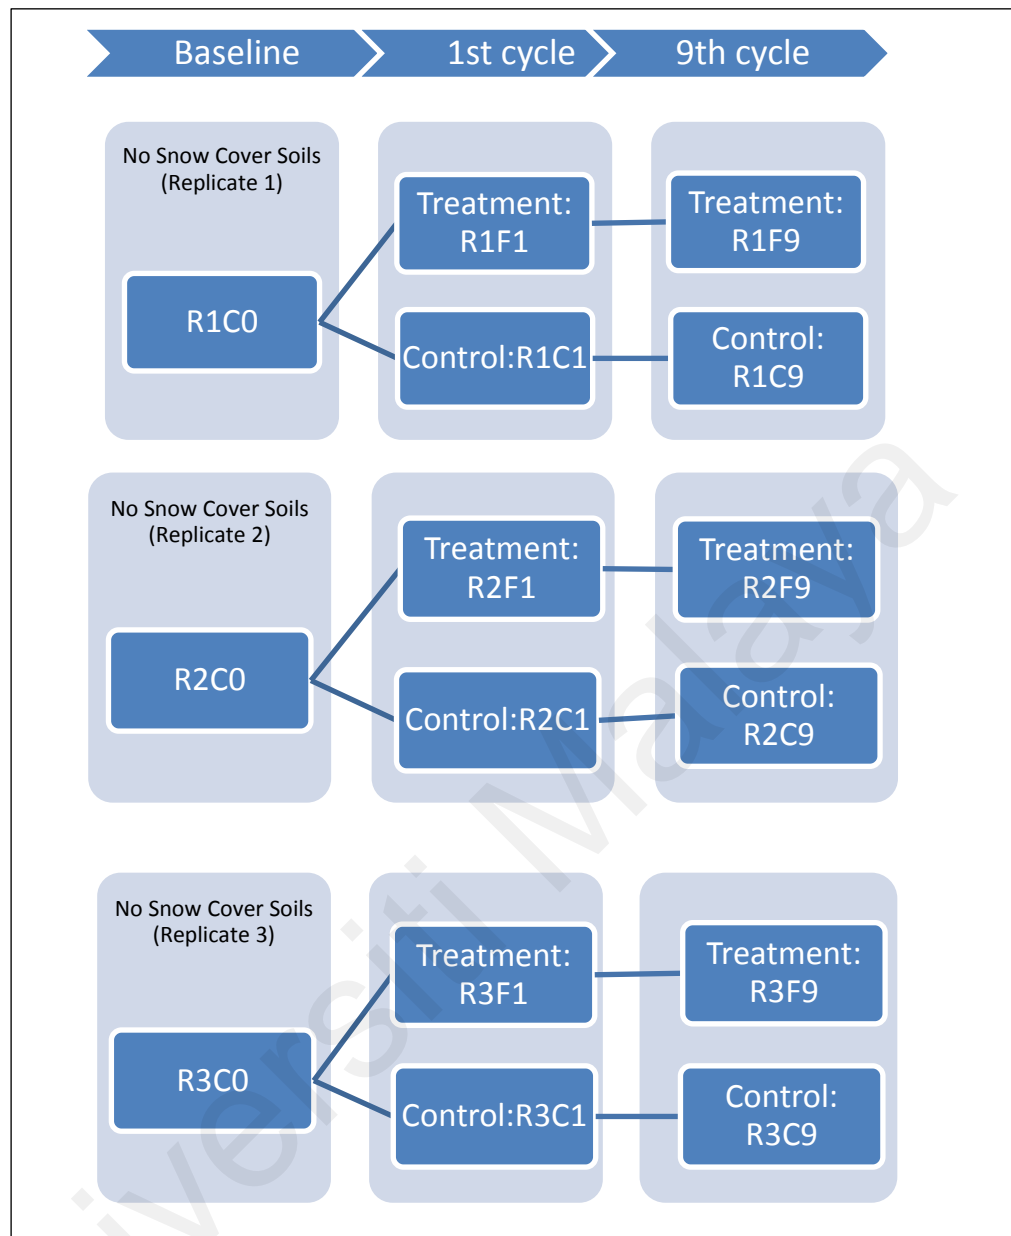 Baseline
1st cycle
9th cycle
No Snow Cover Soils
(Replicate 1)
R1C0
Treatment:
R1F1
Control:R1C1
Treatment:
R1F9
Control:
R1C9
No Snow Cover Soils
(Replicate 2)
R2C0
Treatment:
R2F1
Control:R2C1
Treatment:
R2F9
Control:
R2C9
No Snow Cover Soils
(Replicate 3)
R3C0
Treatment:
R3F1
Control:R3C1
Treatment:
R3F9
Control:
R3C9
iversiti Malaya